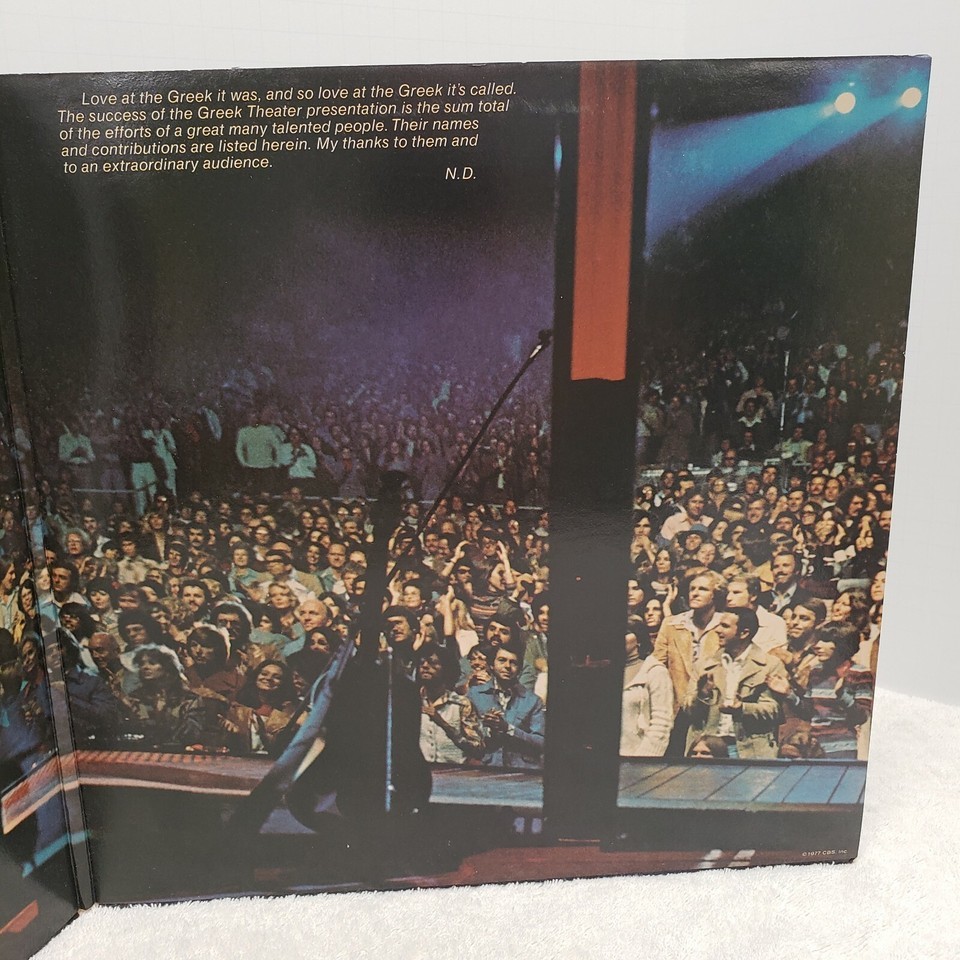 Love at the Greek it was, and so love at the Greek it's called.
The success of the Greek Theater presentation is the sum total
of the efforts of a great many talented people. Their names
and contributions are listed herein. My thanks to them and
to an extraordinary audience.
N.D.
© 1977 CBS, Inc.